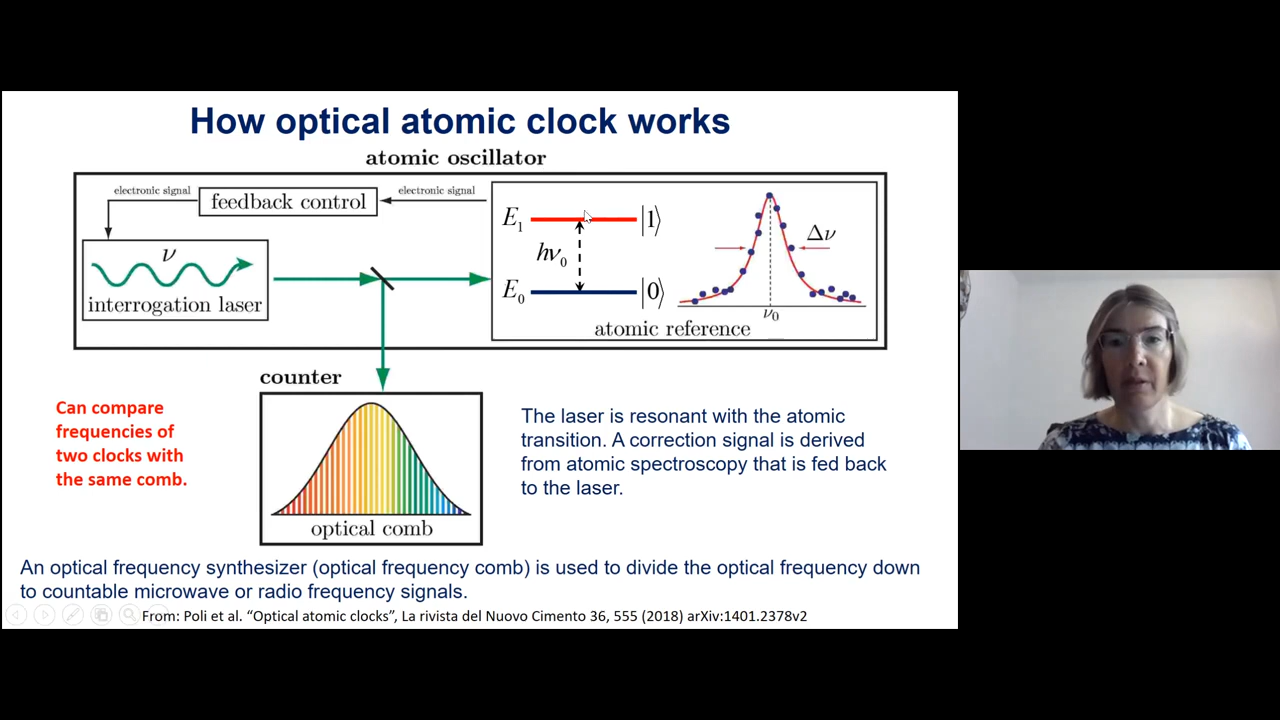 How optical atomic clock works
atomic oscillator
electronic signal
feedback control
electronic signal
ν
interrogation laser
E1
|1⟩
hν0
E0
|0⟩
Δν
ν0
atomic reference
counter
Can compare
frequencies of
two clocks with
the same comb.
optical comb
The laser is resonant with the atomic
transition. A correction signal is derived
from atomic spectroscopy that is fed back
to the laser.
An optical frequency synthesizer (optical frequency comb) is used to divide the optical frequency down
to countable microwave or radio frequency signals.
From: Poli et al. “Optical atomic clocks”, La rivista del Nuovo Cimento 36, 555 (2018) arXiv:1401.2378v2